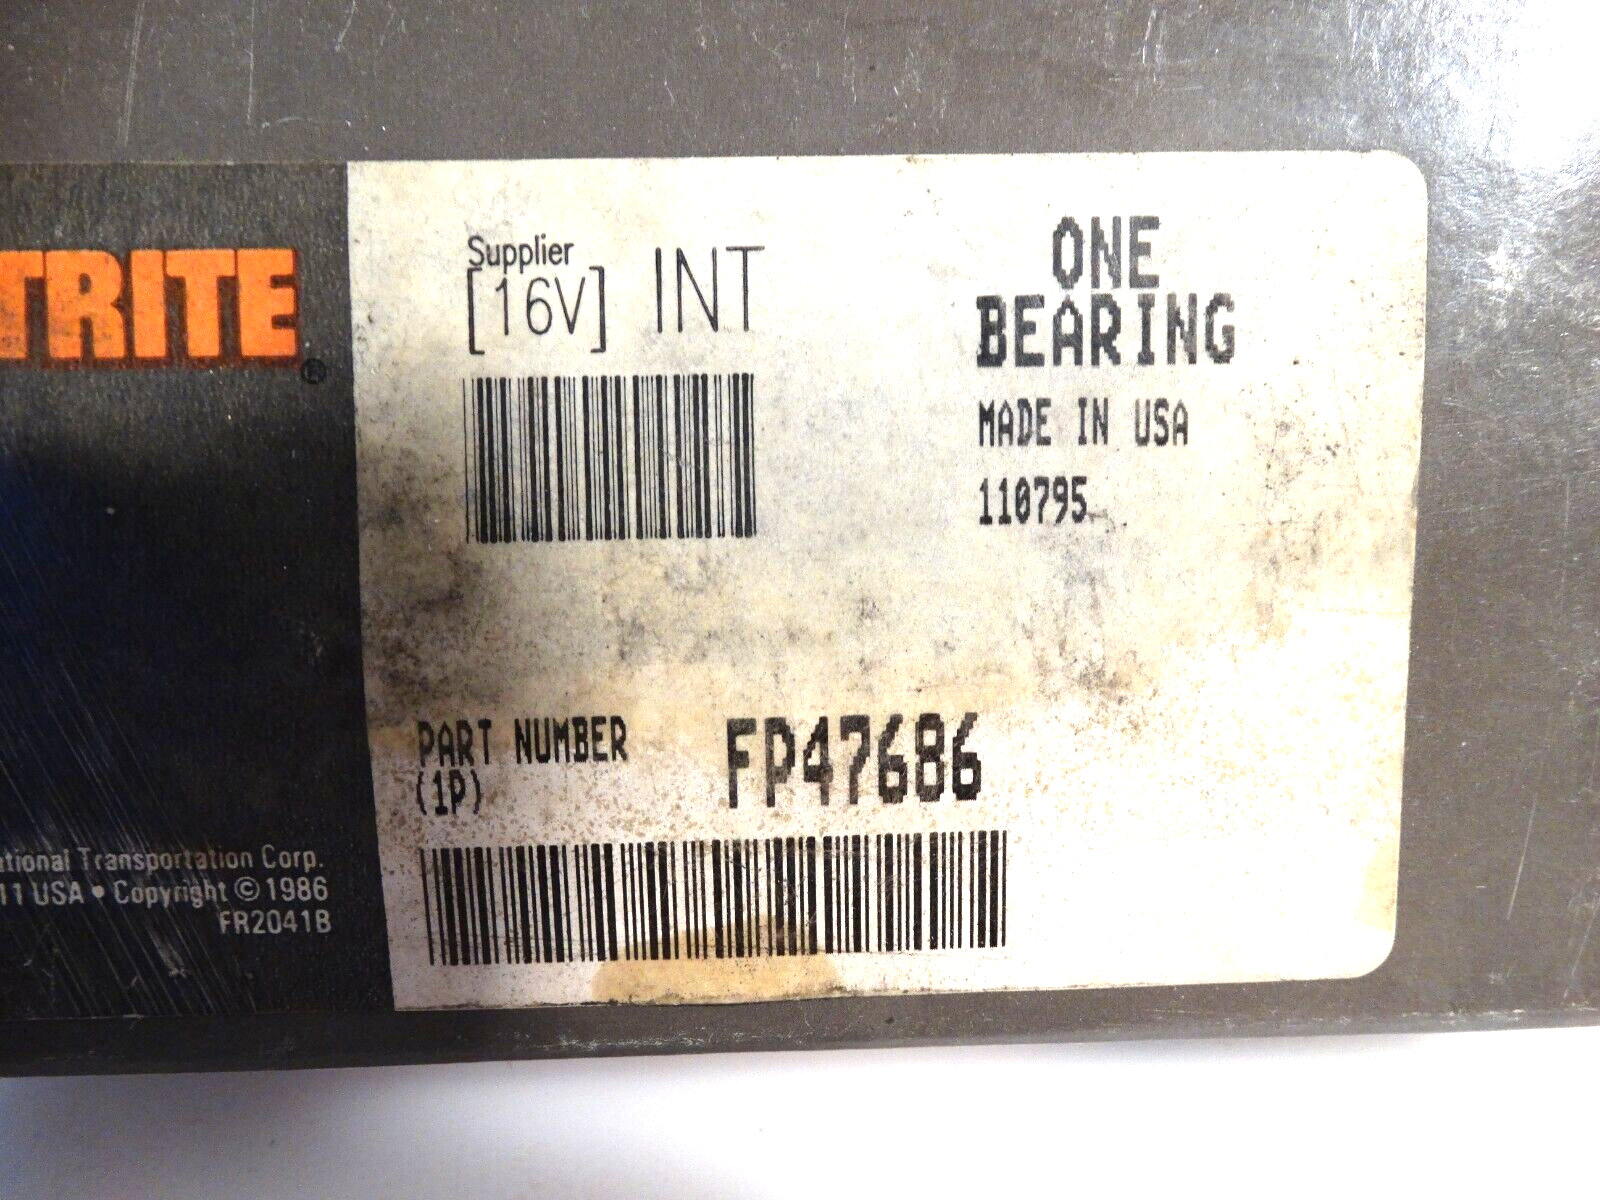 TRITE
®
Supplier
[16V] INT
ONE
BEARING
MADE IN USA
110795
PART NUMBER
(1P)
FP47686
ational Transportation Corp.
11 USA • Copyright © 1986
FR2041B